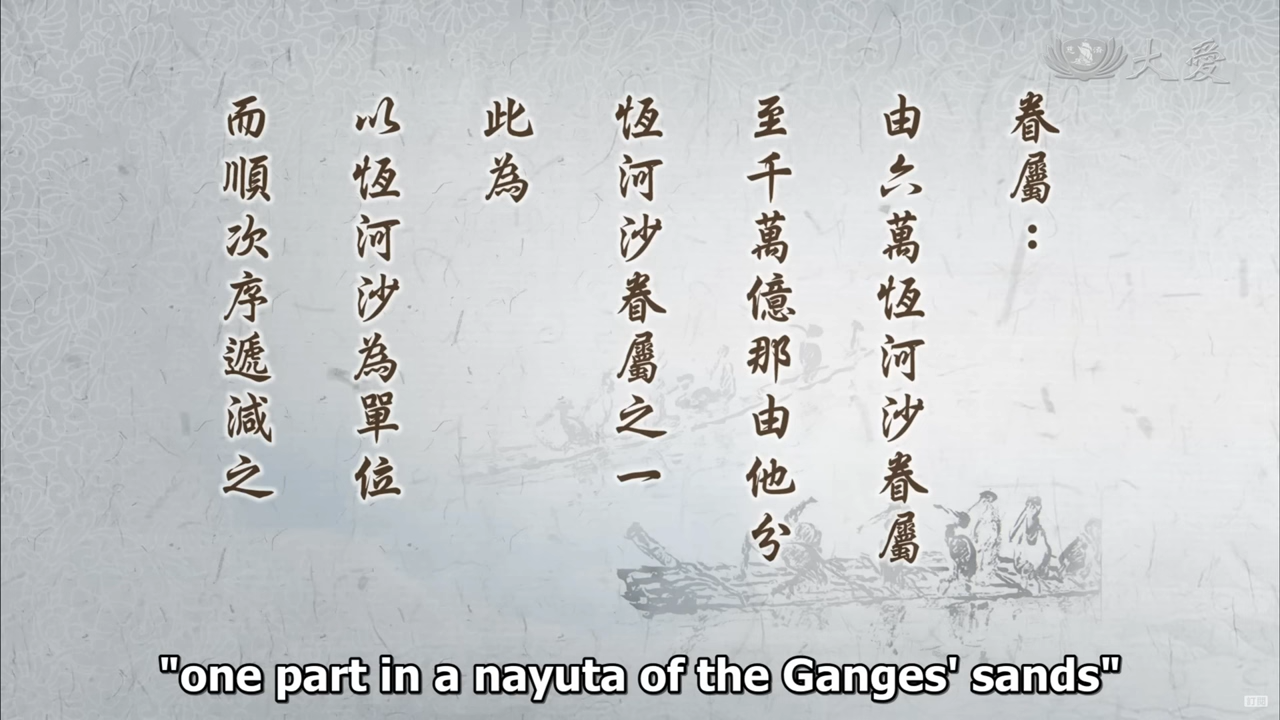 大愛
眷屬：
由六萬恆河沙眷屬
至千萬億那由他分
恆河沙眷屬之一
此為
以恆河沙為單位
而順次序遞減之
"one part in a nayuta of the Ganges' sands"